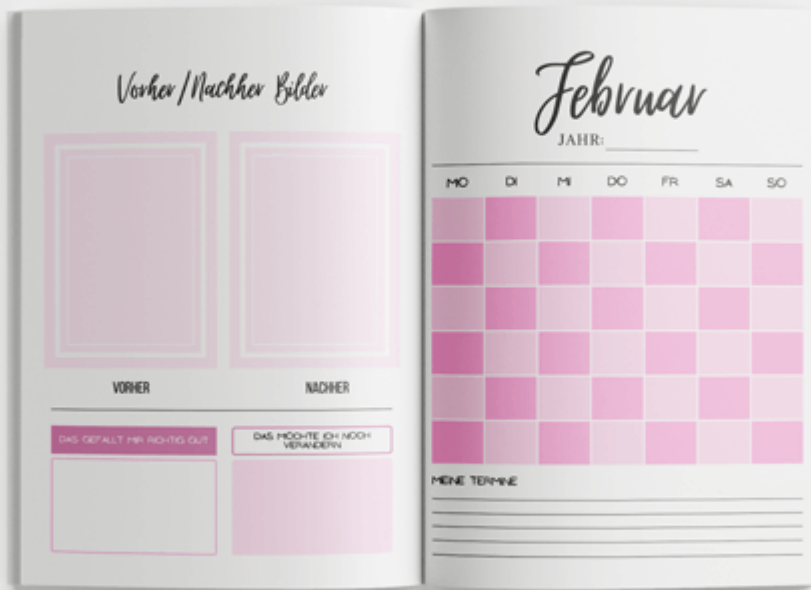 Vorher / Nachher Bilder
VORHER
NACHHER
DAS GEFÄLLT MIR RICHTIG GUT
DAS MÖCHTE ICH NOCH
VERÄNDERN
Februar
JAHR:
MO DI MI DO FR SA SO
MEINE TERMINE